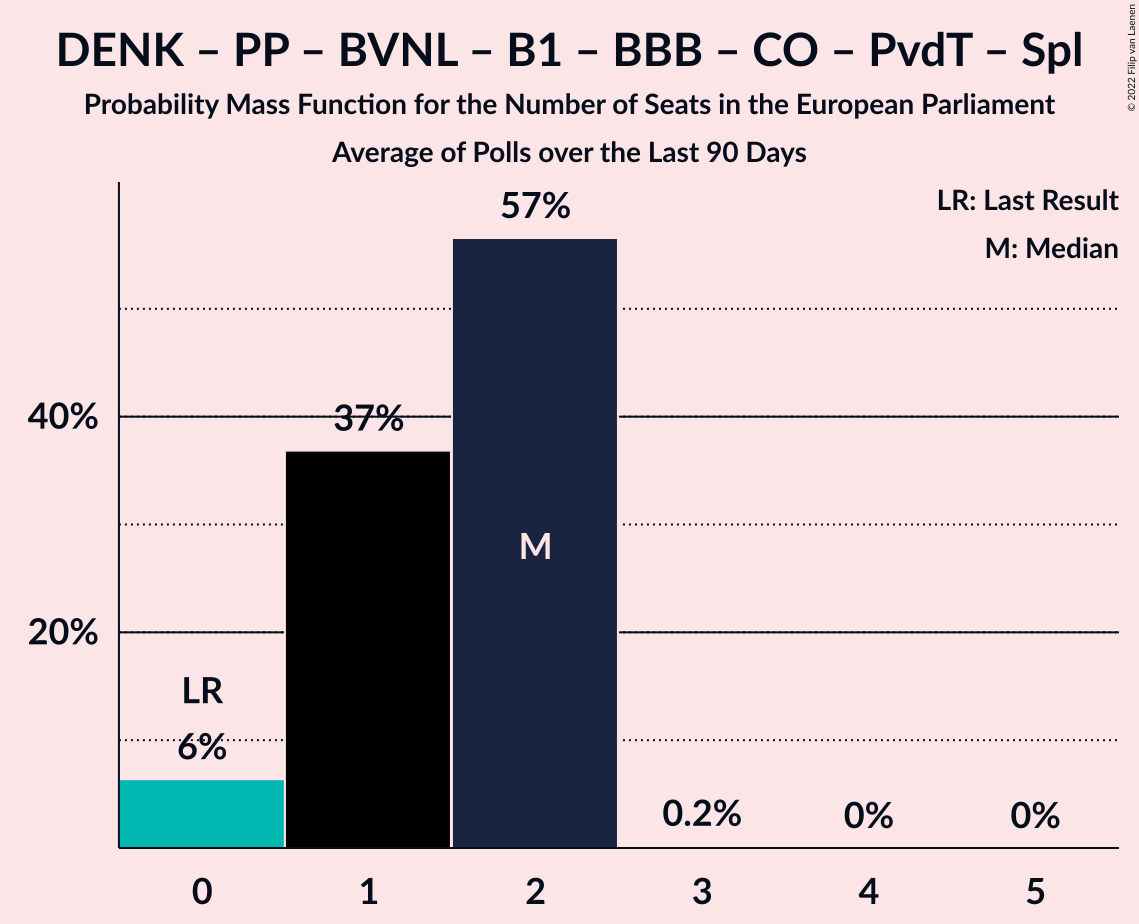 DENK – PP – BVNL – B1 – BBB – CO – PvdT – Spl
Probability Mass Function for the Number of Seats in the European Parliament
Average of Polls over the Last 90 Days
© 2022 Filip van Laenen
LR: Last Result
M: Median
57%
40%
37%
M
20%
LR
6%
0.2%
0%
0%
0 1 2 3 4 5